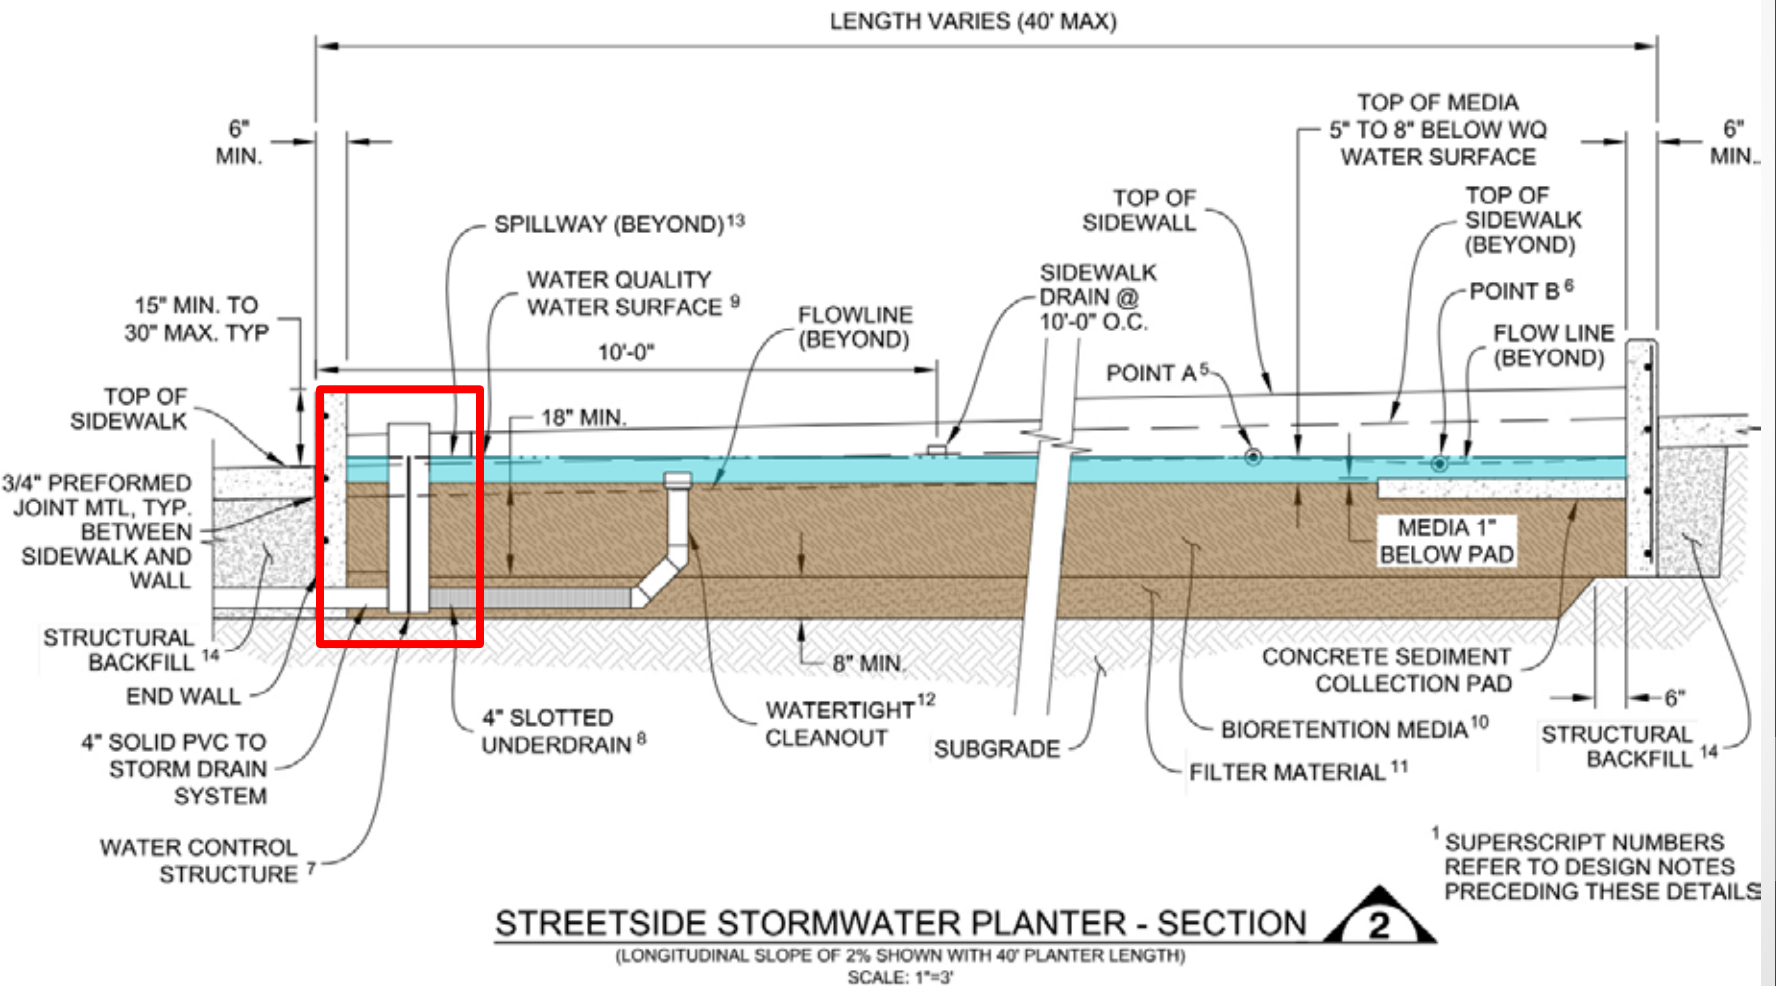 LENGTH VARIES (40' MAX)
6"
MIN.
TOP OF MEDIA
5" TO 8" BELOW WQ
WATER SURFACE
6"
MIN.
SPILLWAY (BEYOND) 13
TOP OF
SIDEWALL
TOP OF
SIDEWALK
(BEYOND)
WATER QUALITY
WATER SURFACE 9
SIDEWALK
DRAIN @
10'-0" O.C.
POINT B 6
15" MIN. TO
30" MAX. TYP
FLOWLINE
(BEYOND)
FLOW LINE
(BEYOND)
10'-0"
POINT A 5
TOP OF
SIDEWALK
18" MIN.
3/4" PREFORMED
JOINT MTL, TYP.
BETWEEN
SIDEWALK AND
WALL
MEDIA 1"
BELOW PAD
STRUCTURAL
BACKFILL 14
8" MIN.
CONCRETE SEDIMENT
COLLECTION PAD
END WALL
6"
4" SLOTTED
UNDERDRAIN 8
WATERTIGHT 12
CLEANOUT
SUBGRADE
BIORETENTION MEDIA 10
STRUCTURAL
BACKFILL 14
4" SOLID PVC TO
STORM DRAIN
SYSTEM
FILTER MATERIAL 11
WATER CONTROL
STRUCTURE 7
1 SUPERSCRIPT NUMBERS
REFER TO DESIGN NOTES
PRECEDING THESE DETAILS
STREETSIDE STORMWATER PLANTER - SECTION
2
(LONGITUDINAL SLOPE OF 2% SHOWN WITH 40' PLANTER LENGTH)
SCALE: 1"=3'